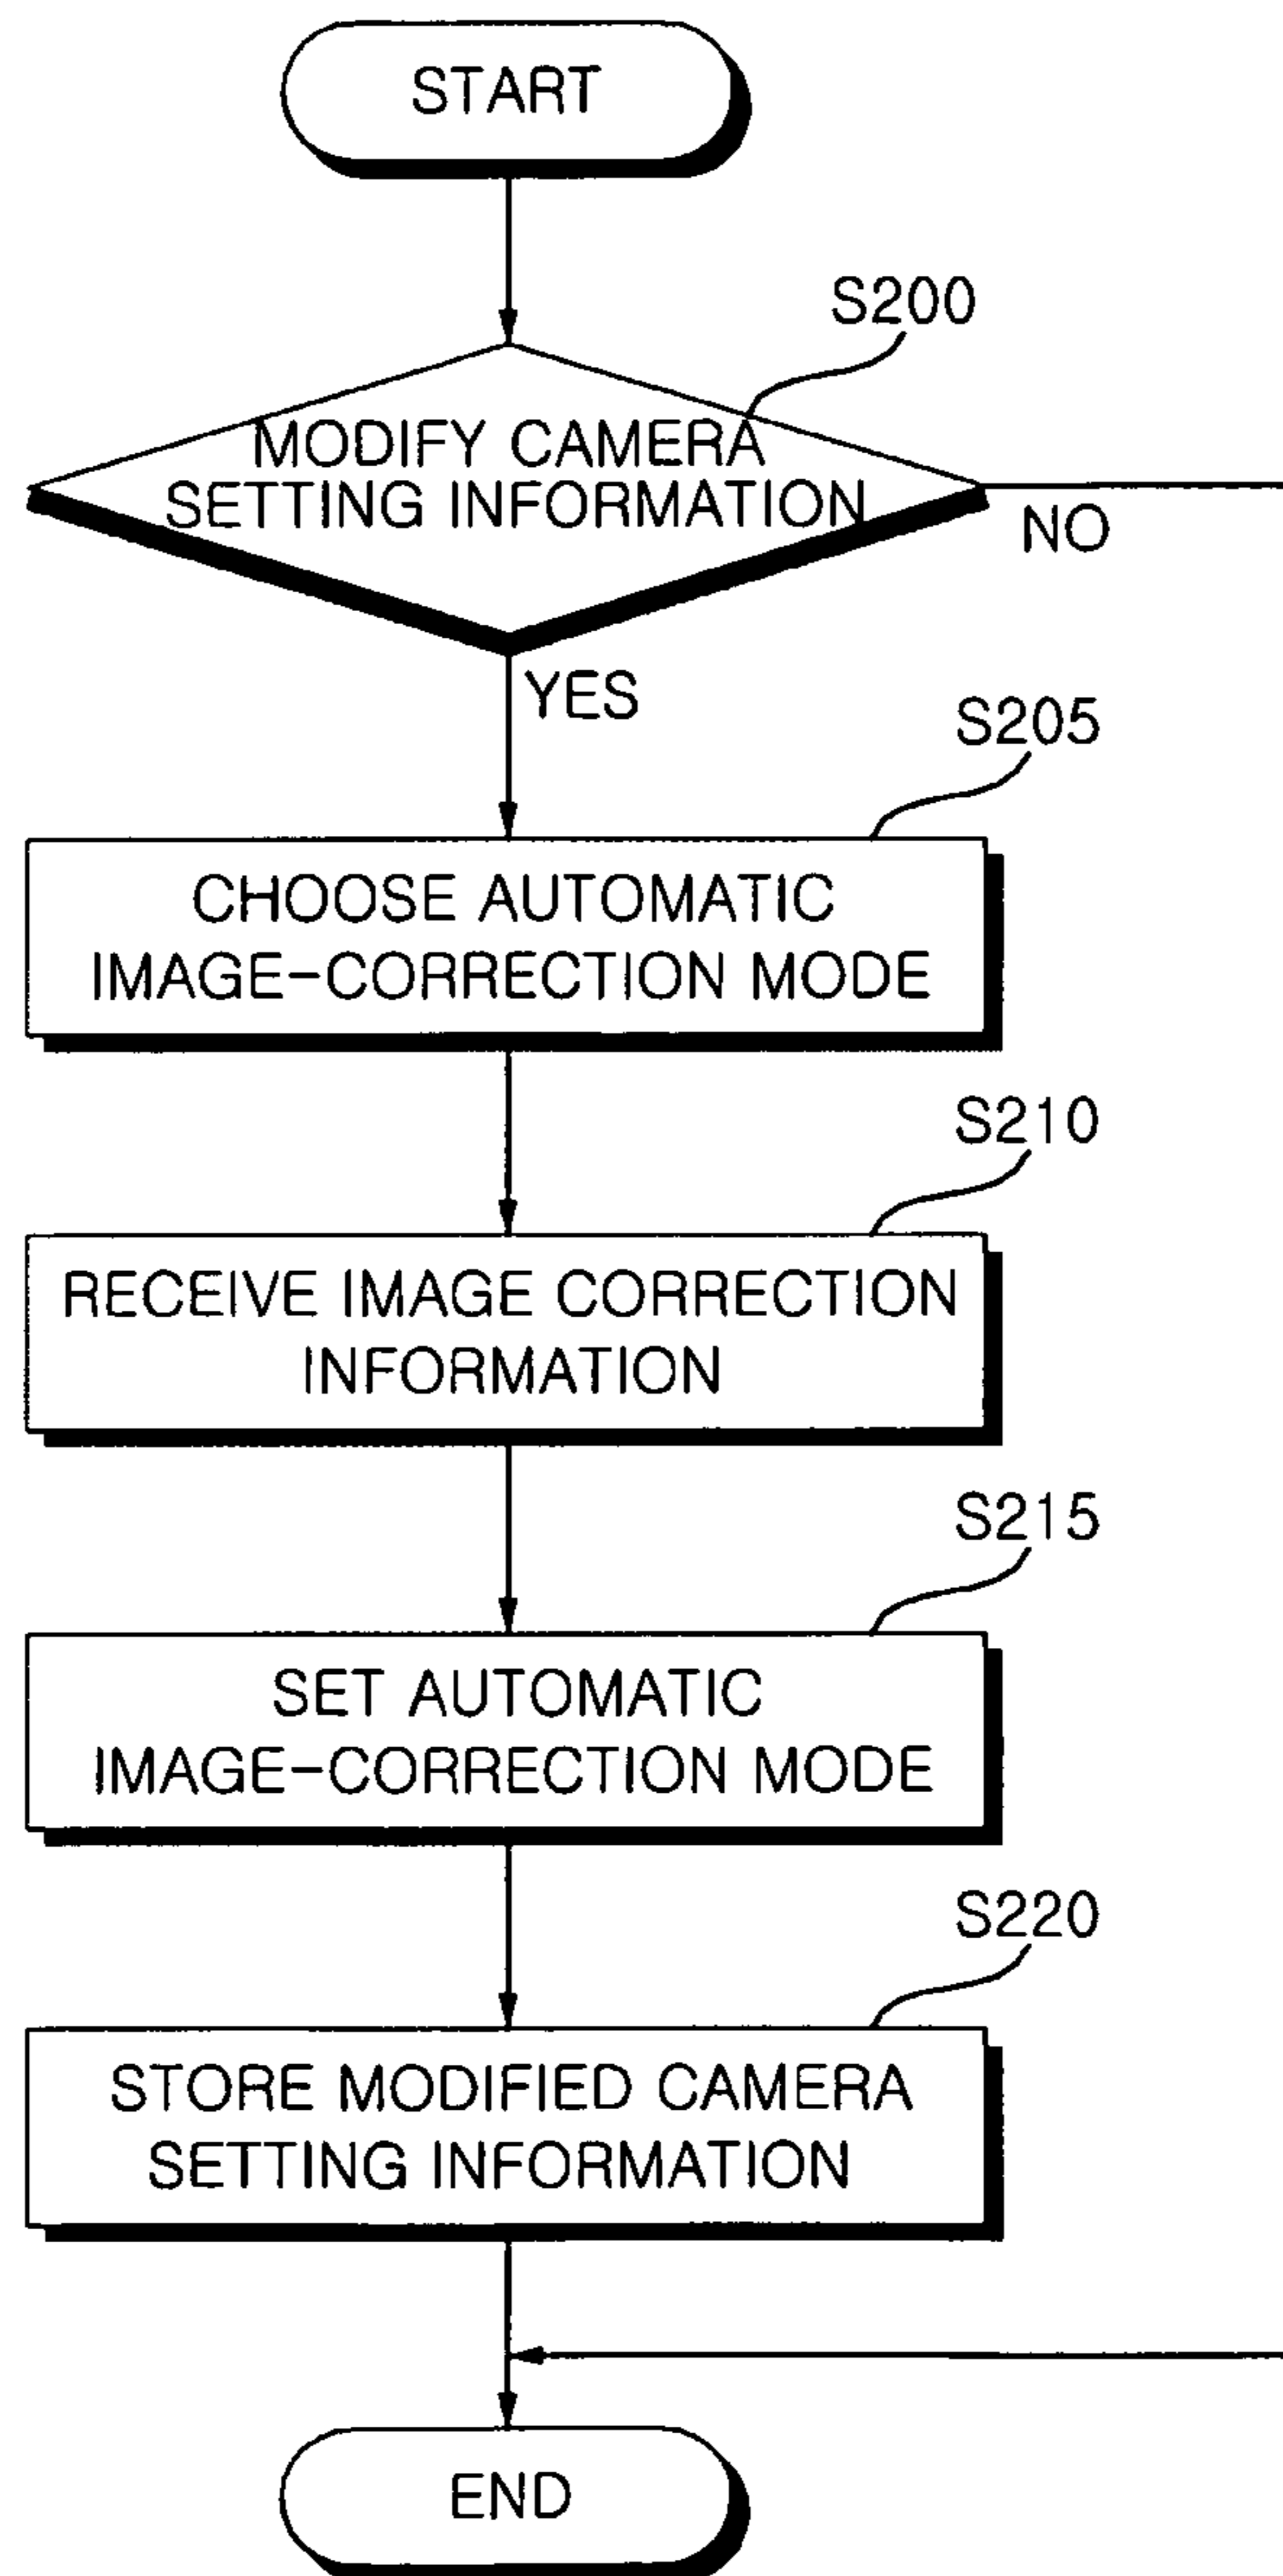 START
S200
MODIFY CAMERA
SETTING INFORMATION
NO
YES
S205
CHOOSE AUTOMATIC
IMAGE-CORRECTION MODE
S210
RECEIVE IMAGE CORRECTION
INFORMATION
S215
SET AUTOMATIC
IMAGE-CORRECTION MODE
S220
STORE MODIFIED CAMERA
SETTING INFORMATION
END